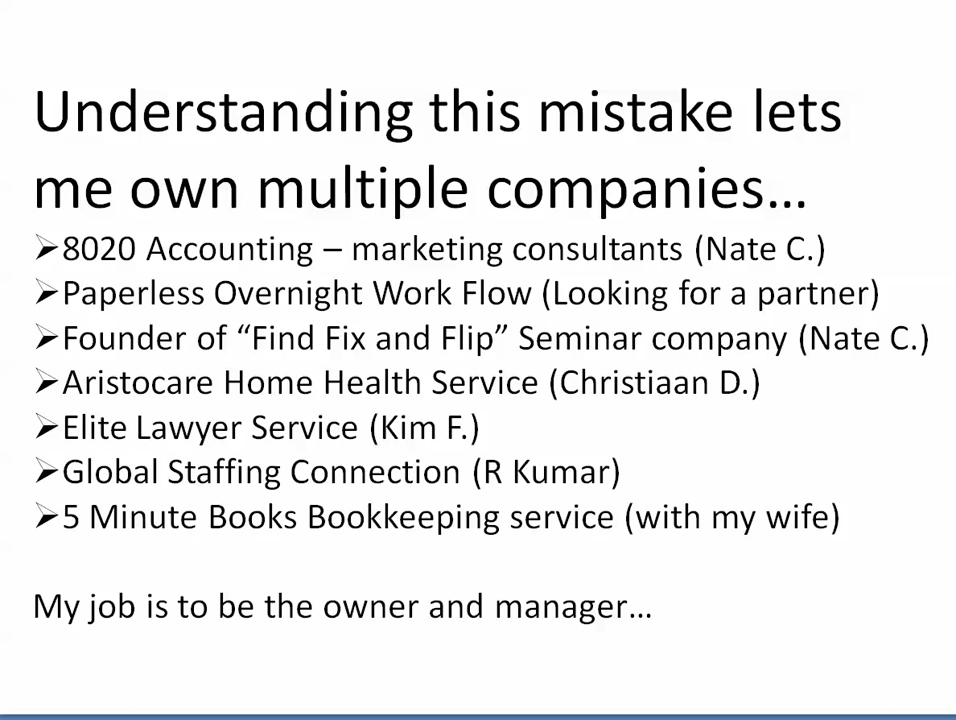 Understanding this mistake lets
me own multiple companies…
➢8020 Accounting – marketing consultants (Nate C.)
➢Paperless Overnight Work Flow (Looking for a partner)
➢Founder of “Find Fix and Flip” Seminar company (Nate C.)
➢Aristocare Home Health Service (Christiaan D.)
➢Elite Lawyer Service (Kim F.)
➢Global Staffing Connection (R Kumar)
➢5 Minute Books Bookkeeping service (with my wife)
My job is to be the owner and manager…